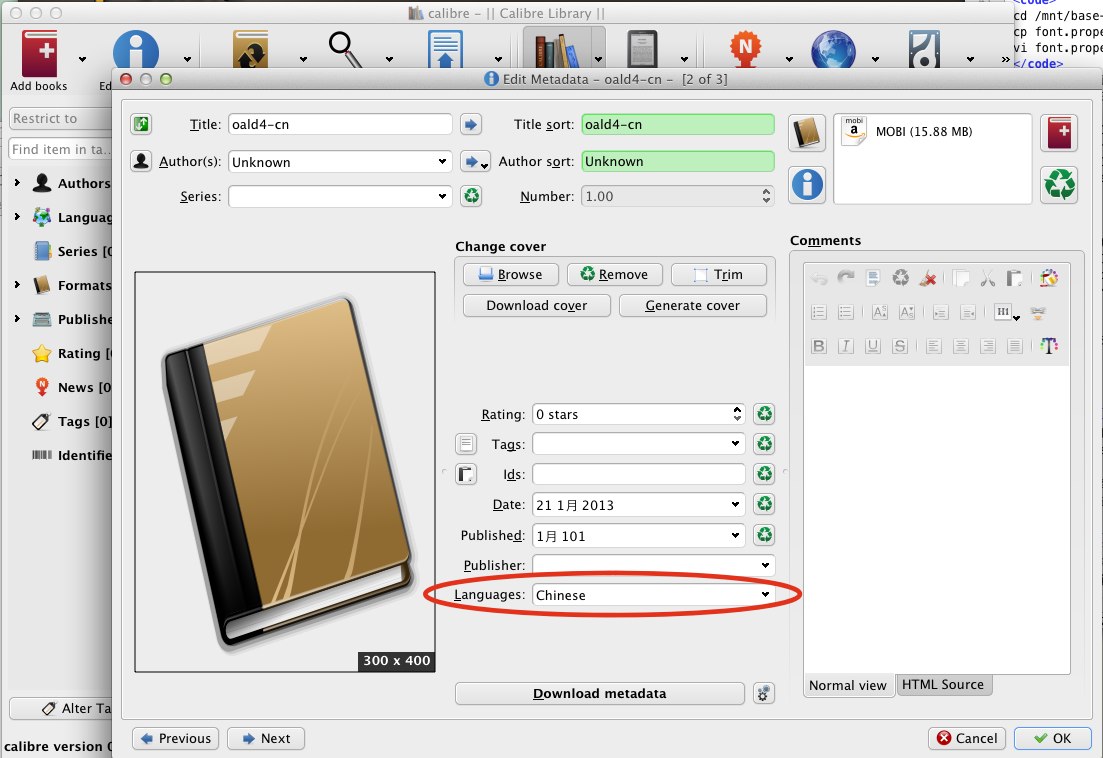 calibre - || Calibre Library ||
<code>
cd /mnt/base-
cp font.prope
vi font.prope
</code>
Add books
Ed
Restrict to
Find item in ta...
Authors
Languag
Series [0
Formats
Publishe
Rating [
News [0
Tags [0]
Identifie
Alter Ta
calibre version 0
Edit Metadata - oald4-cn - [2 of 3]
Title: oald4-cn
Title sort: oald4-cn
Author(s): Unknown
Author sort: Unknown
Series:
Number: 1.00
mobi
a
MOBI (15.88 MB)
Change cover
Browse
Remove
Trim
Download cover
Generate cover
300 x 400
Rating: 0 stars
Tags:
Ids:
Date: 21 1月 2013
Published: 1月 101
Publisher:
Languages: Chinese
Download metadata
Comments
H1
B I U S
Normal view
HTML Source
Previous
Next
Cancel
OK